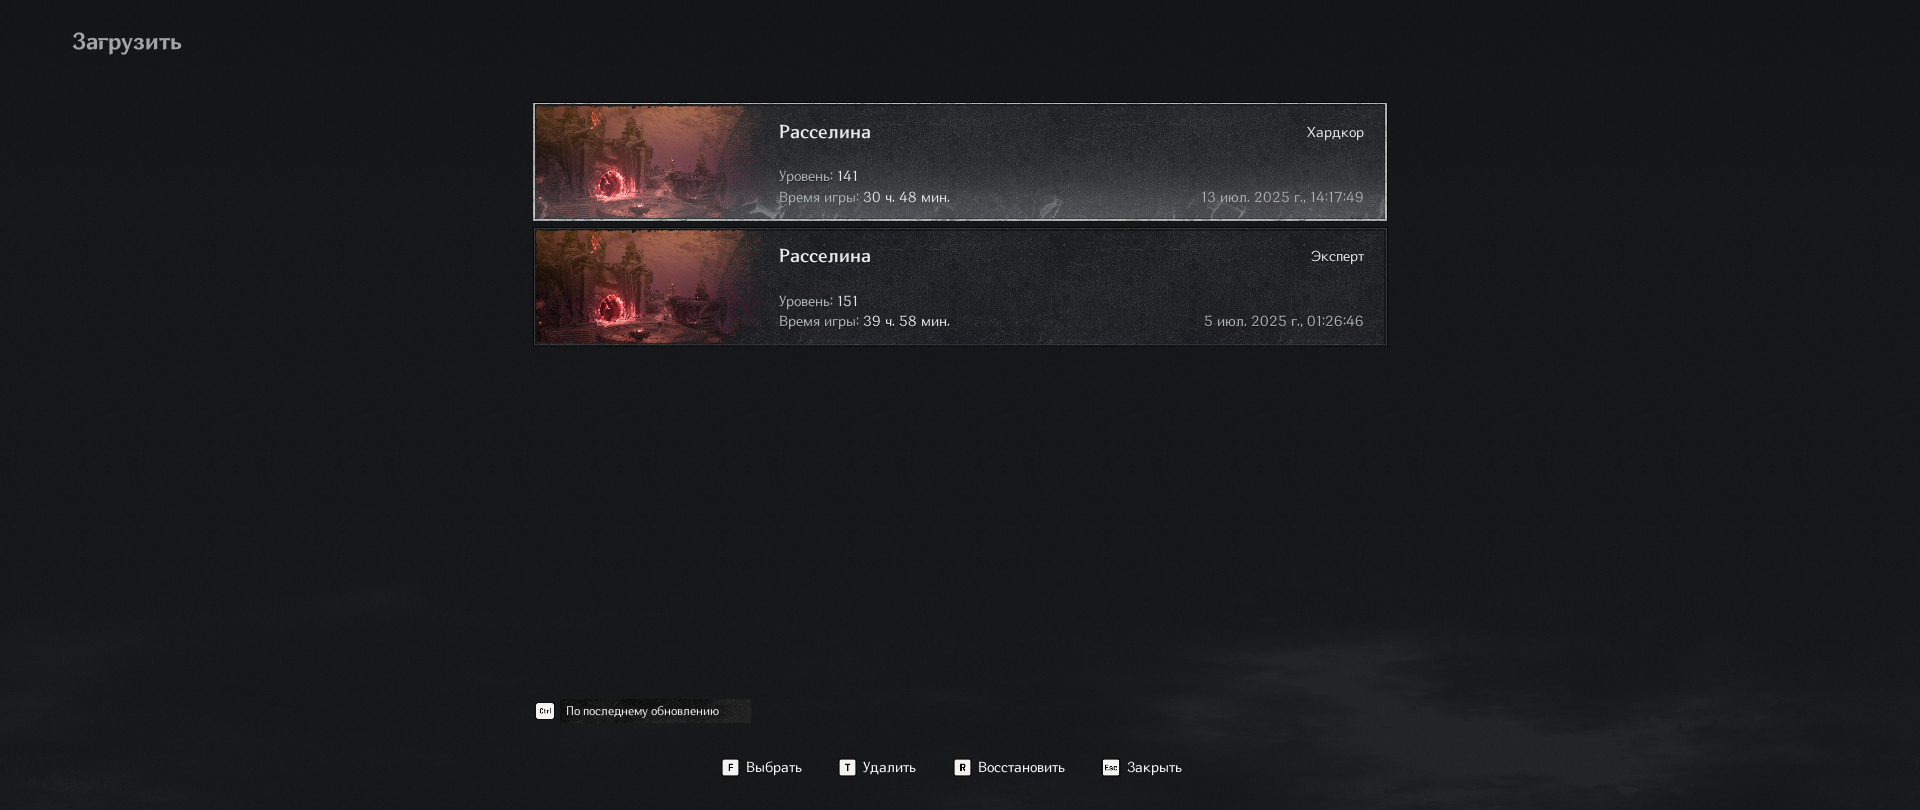 Загрузить
Расселина
Хардкор
Уровень: 141
Время игры: 30 ч. 48 мин.
13 июл. 2025 г., 14:17:49
Расселина
Эксперт
Уровень: 151
Время игры: 39 ч. 58 мин.
5 июл. 2025 г., 01:26:46
Ctrl По последнему обновлению
F Выбрать T Удалить R Восстановить Esc Закрыть